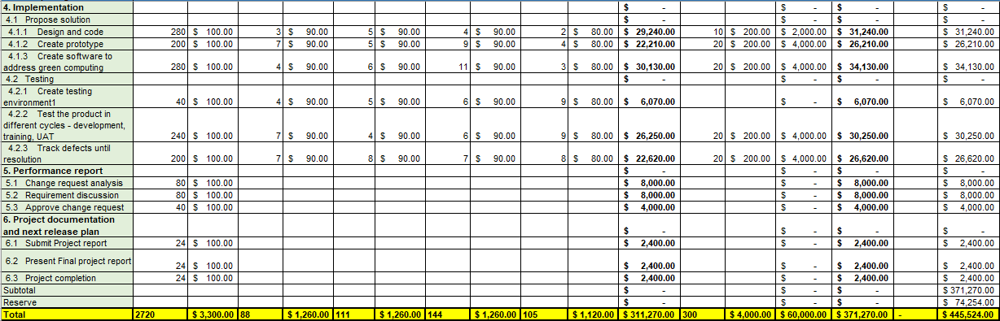 4. Implementation $ - $ - $ - $ -
4.1 Propose solution $ - $ - $ - $ -
4.1.1 Design and code 280 $ 100.00 3 $ 90.00 5 $ 90.00 4 $ 90.00 2 $ 80.00 $ 29,240.00 10 $ 200.00 $ 2,000.00 $ 31,240.00 $ 31,240.00
4.1.2 Create prototype 200 $ 100.00 7 $ 90.00 5 $ 90.00 9 $ 90.00 4 $ 80.00 $ 22,210.00 20 $ 200.00 $ 4,000.00 $ 26,210.00 $ 26,210.00
4.1.3 Create software to
address green computing 280 $ 100.00 4 $ 90.00 6 $ 90.00 11 $ 90.00 3 $ 80.00 $ 30,130.00 20 $ 200.00 $ 4,000.00 $ 34,130.00 $ 34,130.00
4.2 Testing $ - $ - $ - $ -
4.2.1 Create testing
environment1 40 $ 100.00 4 $ 90.00 5 $ 90.00 6 $ 90.00 9 $ 80.00 $ 6,070.00 $ - $ 6,070.00 $ 6,070.00
4.2.2 Test the product in
different cycles - development,
training, UAT 240 $ 100.00 7 $ 90.00 4 $ 90.00 6 $ 90.00 9 $ 80.00 $ 26,250.00 20 $ 200.00 $ 4,000.00 $ 30,250.00 $ 30,250.00
4.2.3 Track defects until
resolution 200 $ 100.00 7 $ 90.00 8 $ 90.00 7 $ 90.00 8 $ 80.00 $ 22,620.00 20 $ 200.00 $ 4,000.00 $ 26,620.00 $ 26,620.00
5. Performance report $ - $ - $ - $ -
5.1 Change request analysis 80 $ 100.00 $ 8,000.00 $ - $ 8,000.00 $ 8,000.00
5.2 Requirement discussion 80 $ 100.00 $ 8,000.00 $ - $ 8,000.00 $ 8,000.00
5.3 Approve change request 40 $ 100.00 $ 4,000.00 $ - $ 4,000.00 $ 4,000.00
6. Project documentation
and next release plan $ - $ - $ - $ -
6.1 Submit Project report 24 $ 100.00 $ 2,400.00 $ - $ 2,400.00 $ 2,400.00
6.2 Present Final project report 24 $ 100.00 $ 2,400.00 $ - $ 2,400.00 $ 2,400.00
6.3 Project completion 24 $ 100.00 $ 2,400.00 $ - $ 2,400.00 $ 2,400.00
Subtotal $ - $ - $ - $ 371,270.00
Reserve $ - $ - $ - $ 74,254.00
Total 2720 $ 3,300.00 88 $ 1,260.00 111 $ 1,260.00 144 $ 1,260.00 105 $ 1,120.00 $ 311,270.00 300 $ 4,000.00 $ 60,000.00 $ 371,270.00 - $ 445,524.00